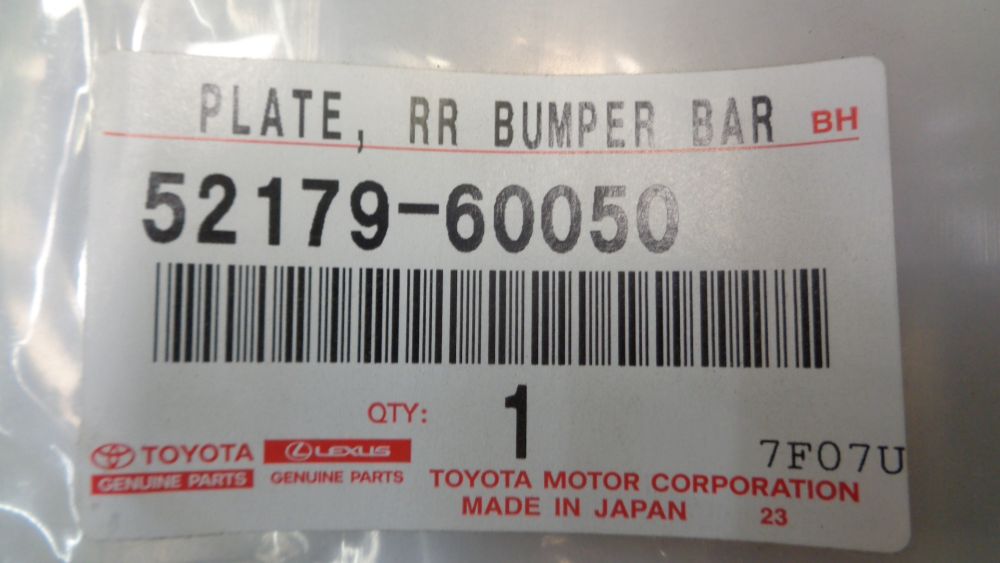 PLATE, RR BUMPER BAR BH
52179-60050
QTY: 1
7F07U
TOYOTA LEXUS
GENUINE PARTS GENUINE PARTS
TOYOTA MOTOR CORPORATION
MADE IN JAPAN 23